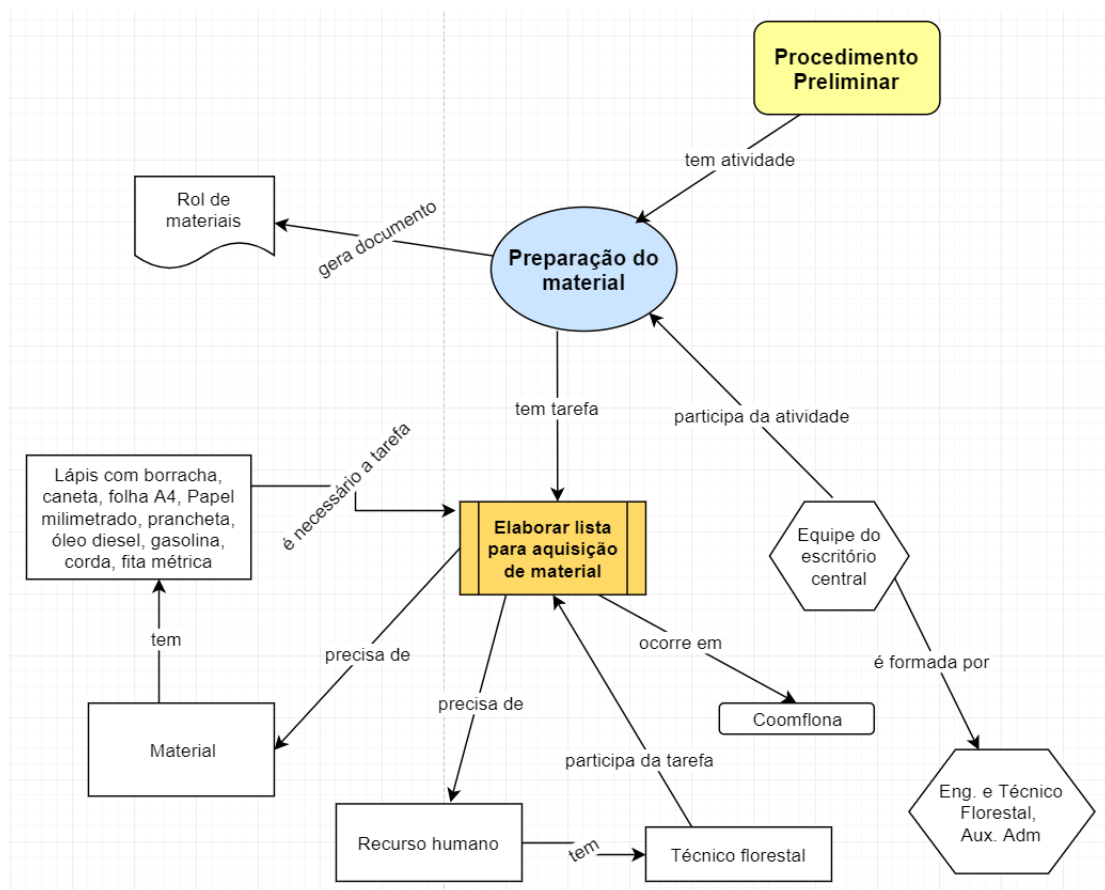 Procedimento
Preliminar
tem atividade
Rol de
materiais
gera documento
Preparação do
material
tem tarefa
participa da atividade
é necessário a tarefa
Lápis com borracha,
caneta, folha A4, Papel
milimetrado, prancheta,
óleo diesel, gasolina,
corda, fita métrica
Elaborar lista
para aquisição
de material
Equipe do
escritório
central
tem
precisa de
ocorre em
é formada por
precisa de
Coomflona
Material
participa da tarefa
Eng. e Técnico
Florestal,
Aux. Adm
Recurso humano
tem
Técnico florestal